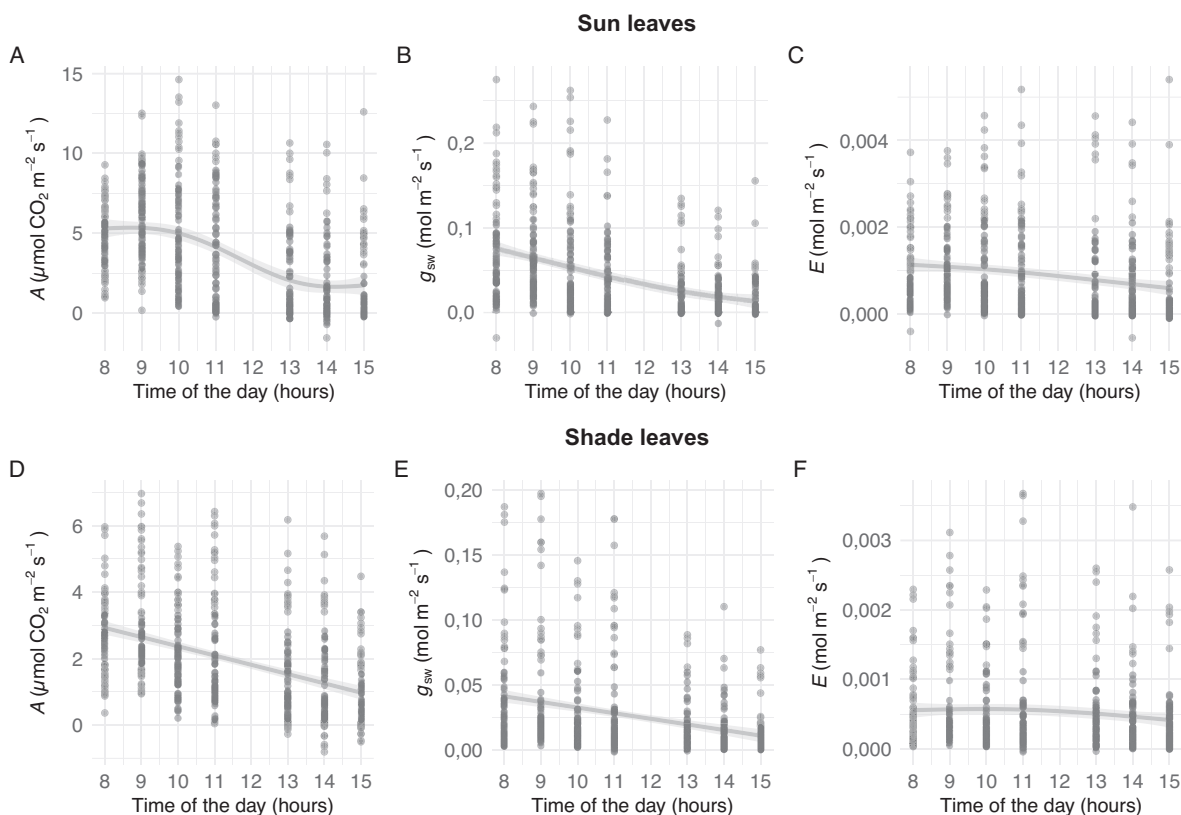 Sun leaves
A
A (µmol CO₂ m⁻² s⁻¹ )
15
10
5
0
8 9 10 11 12 13 14 15
Time of the day (hours)
B
gsw (mol m⁻² s⁻¹ )
0,2
0,1
0,0
8 9 10 11 12 13 14 15
Time of the day (hours)
C
E (mol m⁻² s⁻¹ )
0,004
0,002
0,000
8 9 10 11 12 13 14 15
Time of the day (hours)
Shade leaves
D
A (µmol CO₂ m⁻² s⁻¹ )
6
4
2
0
8 9 10 11 12 13 14 15
Time of the day (hours)
E
gsw (mol m⁻² s⁻¹ )
0,20
0,15
0,10
0,05
0,00
8 9 10 11 12 13 14 15
Time of the day (hours)
F
E (mol m⁻² s⁻¹ )
0,003
0,002
0,001
0,000
8 9 10 11 12 13 14 15
Time of the day (hours)